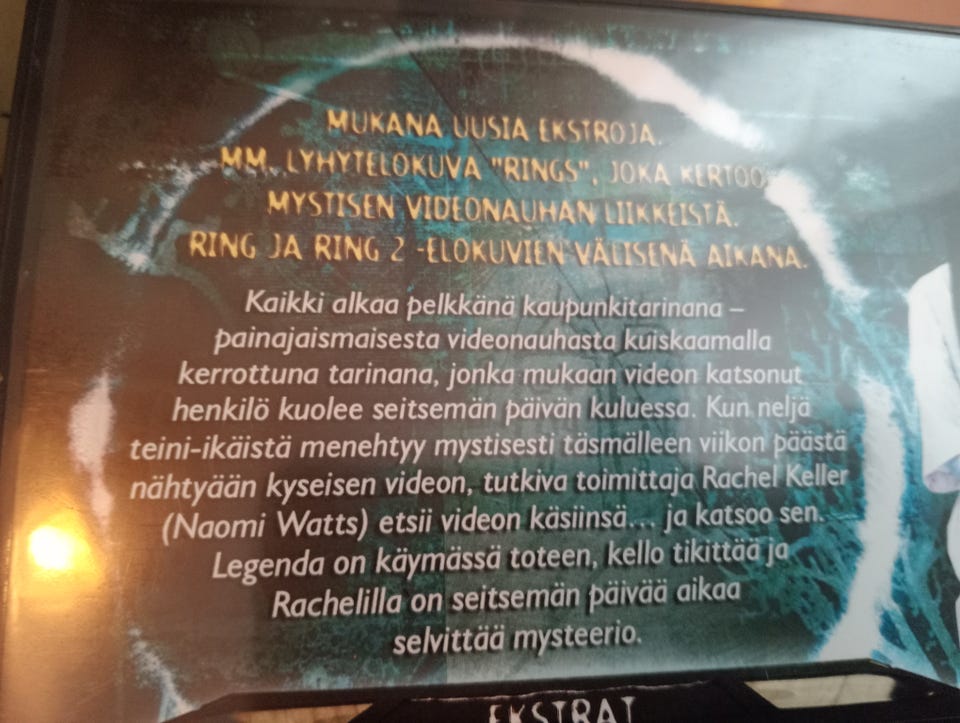 MUKANA UUSIA EKSTROJA.
MM. LYHYTELOKUVA "RINGS", JOKA KERTOO
MYSTISEN VIDEONAUHAN LIIKKEISTÄ.
RING JA RING 2 -ELOKUVIEN VÄLISENÄ AIKANA.
Kaikki alkaa pelkkänä kaupunkitarinana –
painajaismaisesta videonauhasta kuiskaamalla
kerrottuna tarinana, jonka mukaan videon katsonut
henkilö kuolee seitsemän päivän kuluessa. Kun neljä
teini-ikäistä menehtyy mystisesti täsmälleen viikon päästä
nähtyään kyseisen videon, tutkiva toimittaja Rachel Keller
(Naomi Watts) etsii videon käsiinsä... ja katsoo sen.
Legenda on käymässä toteen, kello tikittää ja
Rachelilla on seitsemän päivää aikaa
selvittää mysteerio.
EKSTRAT